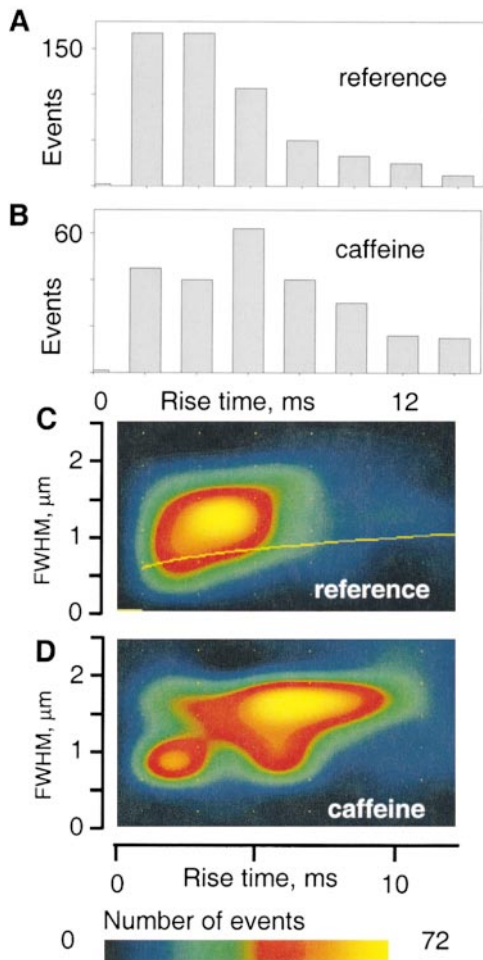 A
150
Events
reference
B
60
Events
caffeine
0 Rise time, ms 12
C
2
1
0
FWHM, μm
reference
D
2
1
0
FWHM, μm
caffeine
0 Rise time, ms 10
Number of events
0 72